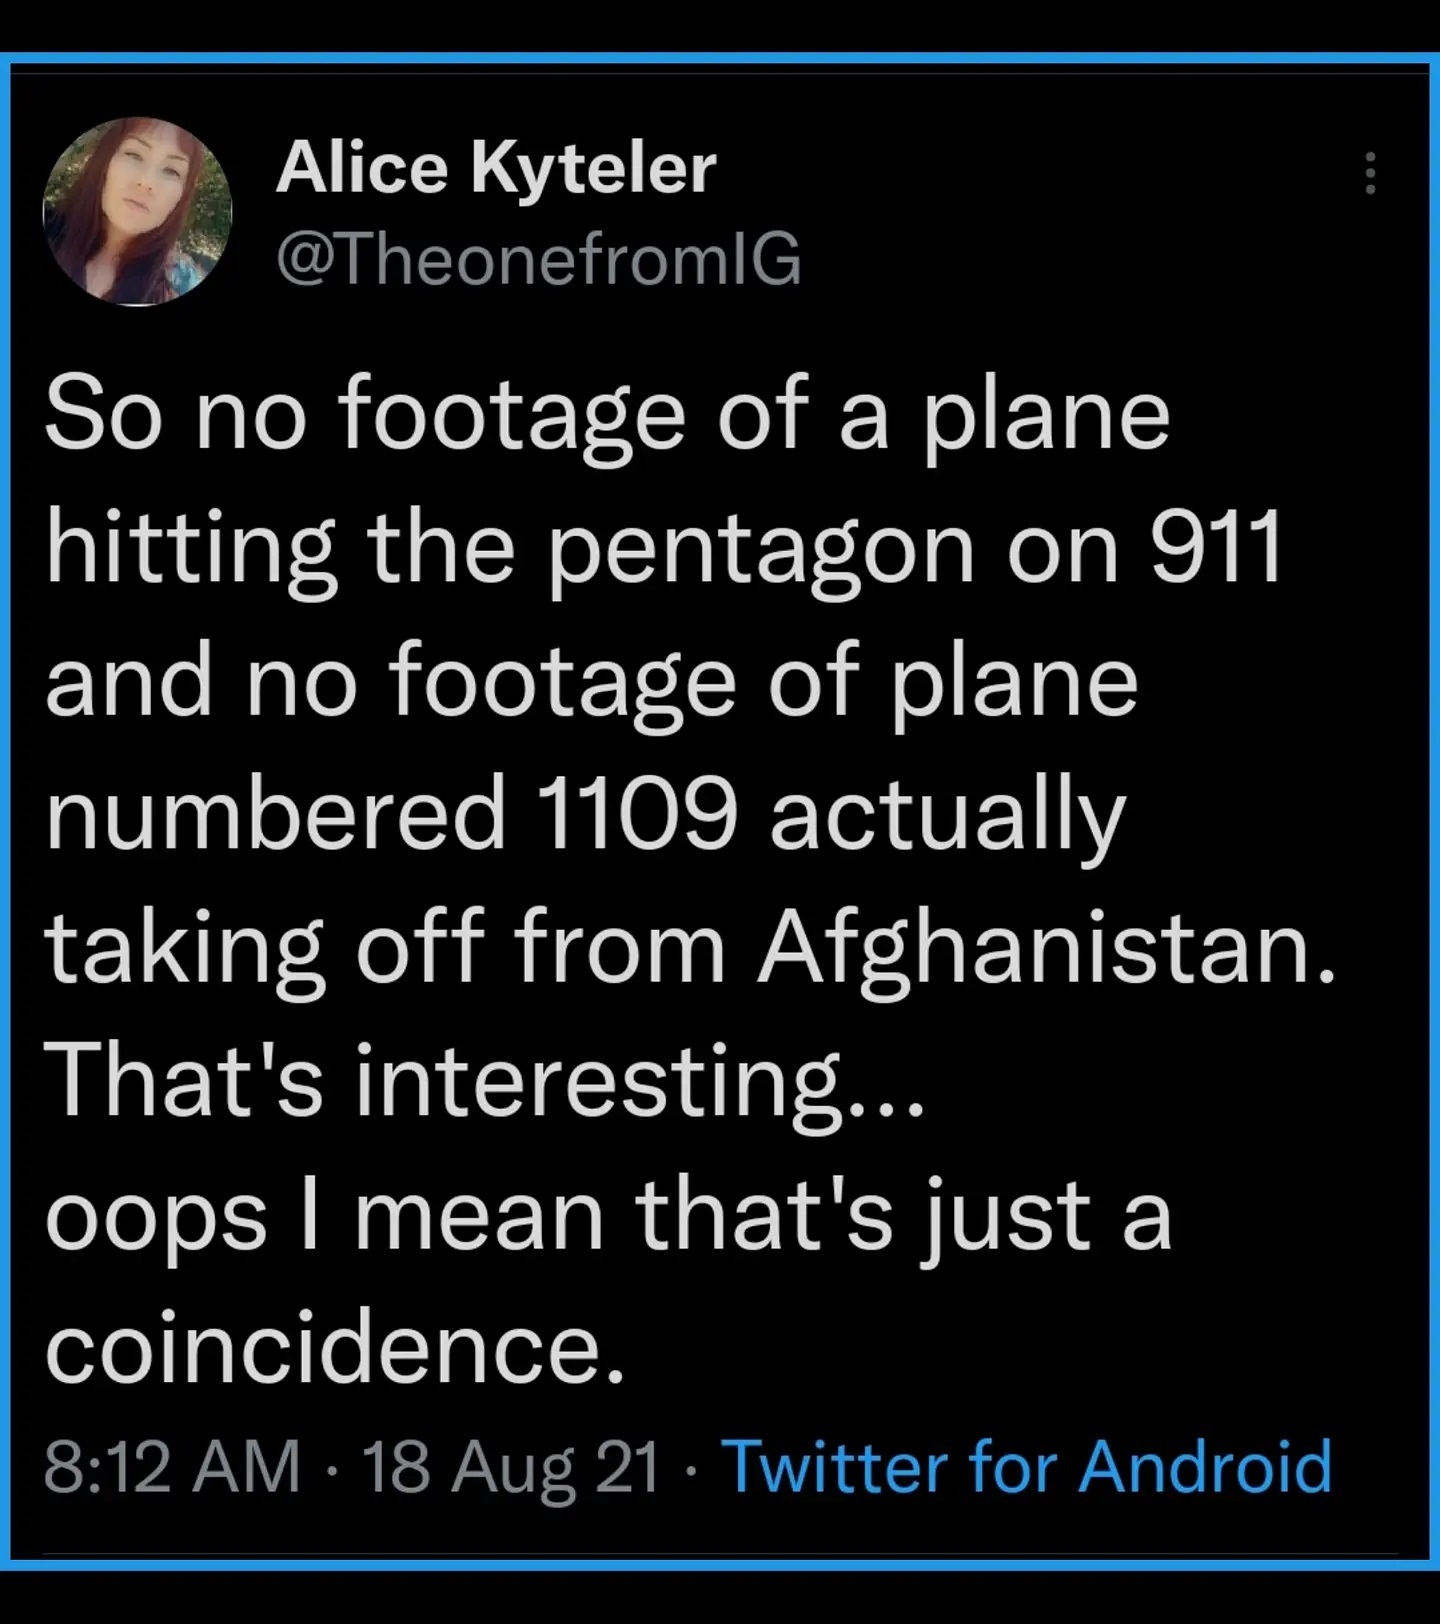 Alice Kyteler
@TheonefromIG
So no footage of a plane
hitting the pentagon on 911
and no footage of plane
numbered 1109 actually
taking off from Afghanistan.
That's interesting...
oops I mean that's just a
coincidence.
8:12 AM · 18 Aug 21 · Twitter for Android